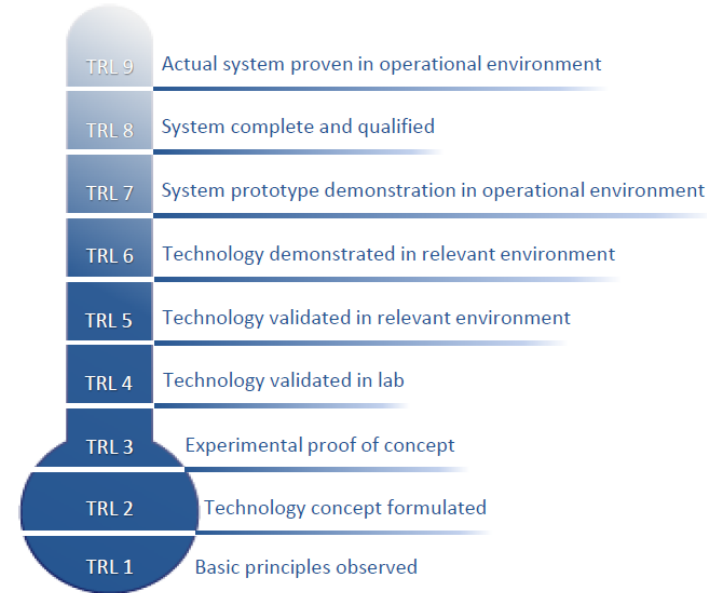 TRL 9 Actual system proven in operational environment
TRL 8 System complete and qualified
TRL 7 System prototype demonstration in operational environment
TRL 6 Technology demonstrated in relevant environment
TRL 5 Technology validated in relevant environment
TRL 4 Technology validated in lab
TRL 3 Experimental proof of concept
TRL 2 Technology concept formulated
TRL 1 Basic principles observed